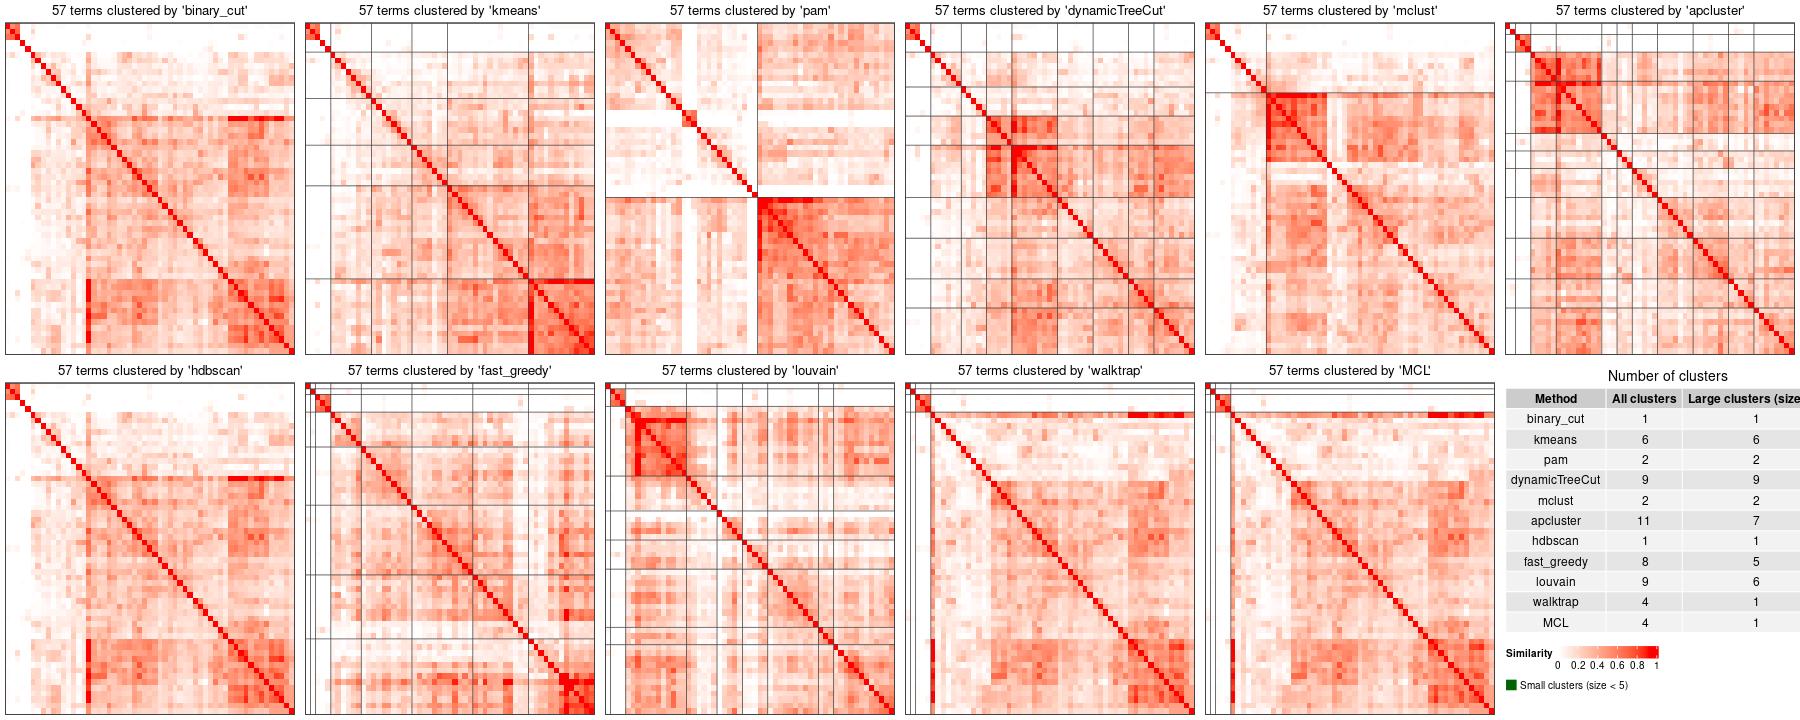 57 terms clustered by 'binary_cut'
57 terms clustered by 'kmeans'
57 terms clustered by 'pam'
57 terms clustered by 'dynamicTreeCut'
57 terms clustered by 'mclust'
57 terms clustered by 'apcluster'
57 terms clustered by 'hdbscan'
57 terms clustered by 'fast_greedy'
57 terms clustered by 'louvain'
57 terms clustered by 'walktrap'
57 terms clustered by 'MCL'
Number of clusters
Method All clusters Large clusters (size
binary_cut 1 1
kmeans 6 6
pam 2 2
dynamicTreeCut 9 9
mclust 2 2
apcluster 11 7
hdbscan 1 1
fast_greedy 8 5
louvain 9 6
walktrap 4 1
MCL 4 1
Similarity
0 0.2 0.4 0.6 0.8 1
Small clusters (size < 5)